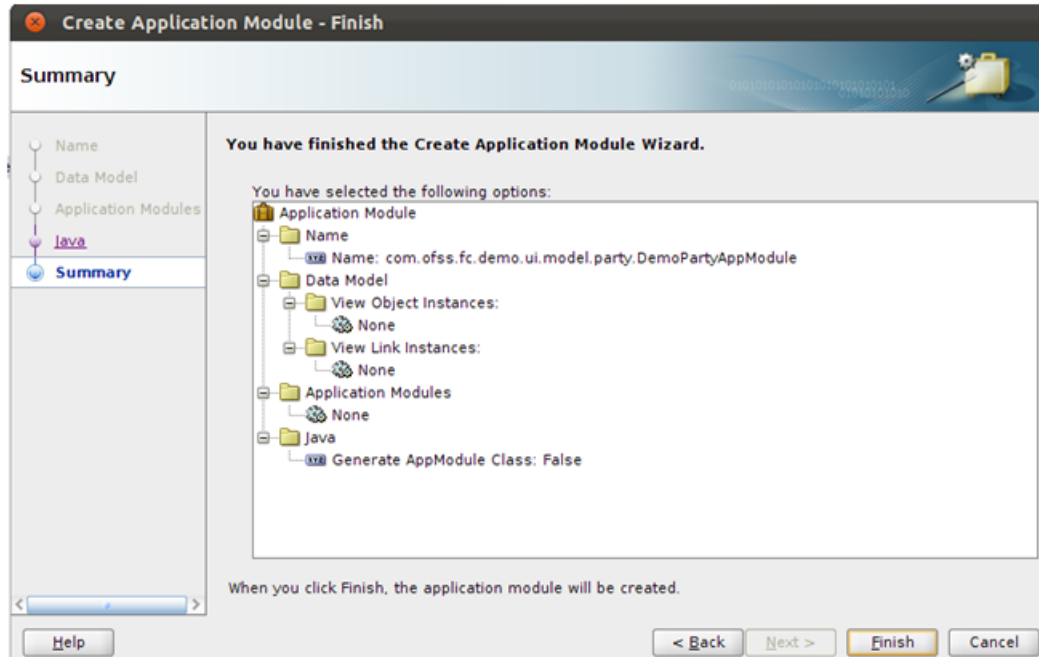 Create Application Module - Finish
Summary
Name
Data Model
Application Modules
Java
Summary
You have finished the Create Application Module Wizard.
You have selected the following options:
Application Module
Name
Name: com.ofss.fc.demo.ui.model.party.DemoPartyAppModule
Data Model
View Object Instances:
None
View Link Instances:
None
Application Modules
None
Java
Generate AppModule Class: False
When you click Finish, the application module will be created.
Help
< Back
Next >
Finish
Cancel